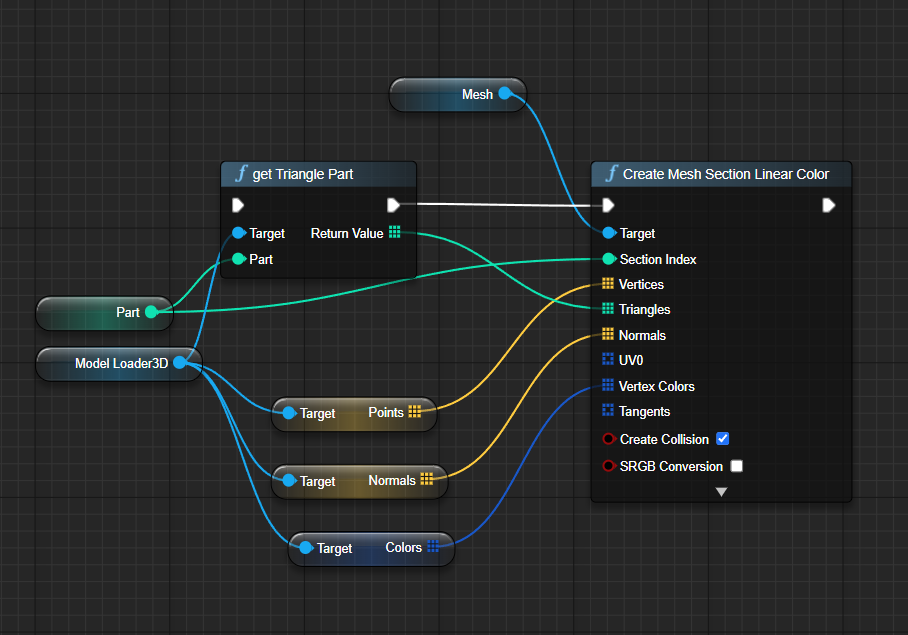 Mesh
f get Triangle Part
Target Return Value
Part
Part
Model Loader3D
Target Points
Target Normals
Target Colors
f Create Mesh Section Linear Color
Target
Section Index
Vertices
Triangles
Normals
UV0
Vertex Colors
Tangents
Create Collision
SRGB Conversion